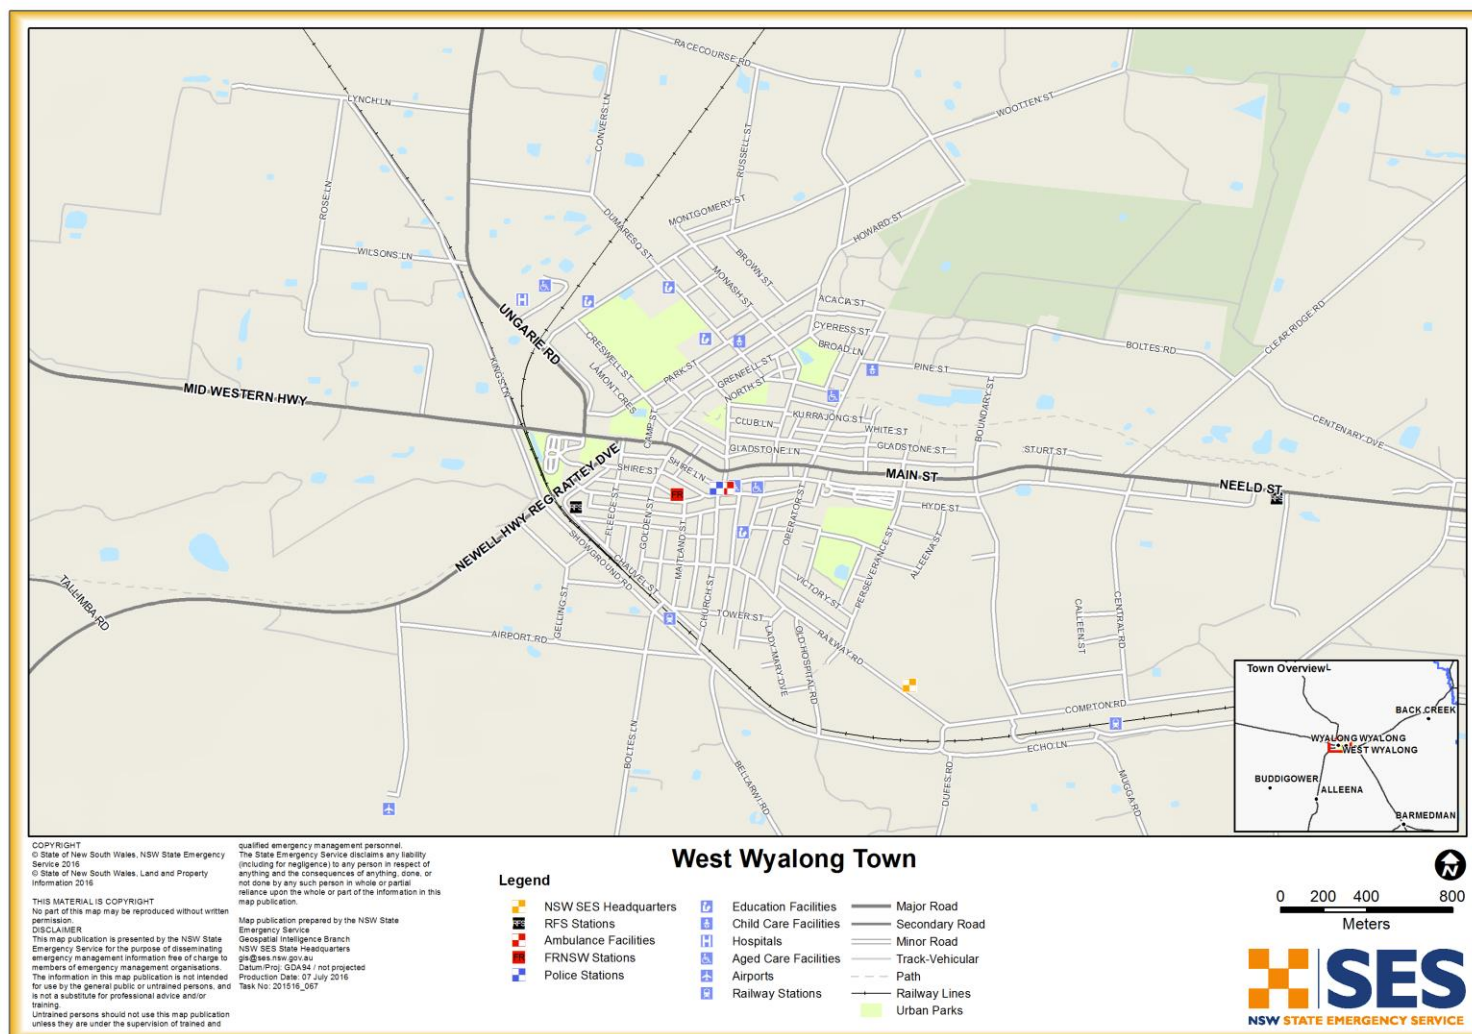 RACECOURSE RD
LYNCH LN
CONVERS LN
WOOTTEN ST
RUSSELL ST
ROSE LN
MONTGOMERY ST
DUMARESQ ST
HOWARD ST
WILSONS LN
BROWN ST
MONASH ST
ACACIA ST
CYPRESS ST
BROAD LN
CLEAR RIDGE RD
BOLTES RD
UNGARIE RD
CRESWELL ST
KINGS LN
LAMONT CRES
PARK ST
GRENFELL ST
NORTH ST
PINE ST
MID WESTERN HWY
BOUNDARY ST
CAMP ST
CLUB LN
KURRAJONG ST
WHITE ST
CENTENARY DVE
GLADSTONE LN
GLADSTONE ST
STURT ST
SHIRE ST
SHIRE LN
MAIN ST
NEELD ST
NEWELL HWY
REG RATTEY DVE
FR
RFS
RFS
FLEECE ST
GOLDEN ST
MAITLAND ST
OPERATOR ST
HYDE ST
SHOWGROUND RD
CHAUVEL ST
PERSEVERANCE ST
ALLEENA ST
TALLIMBA RD
GELLING ST
CHURCH ST
VICTORY ST
TOWER ST
AIRPORT RD
LADY MARY DVE
OLD HOSPITAL RD
RAILWAY RD
CALLEEN ST
CENTRAL RD
BOLTES LN
COMPTON RD
ECHO LN
BELLARWI RD
DUFFS RD
MUGGA RD
Town Overview
BACK CREEK
WYALONG WYALONG
WEST WYALONG
BUDDIGOWER
ALLEENA
BARMEDMAN
COPYRIGHT
© State of New South Wales, NSW State Emergency
Service 2016
© State of New South Wales, Land and Property
Information 2016
THIS MATERIAL IS COPYRIGHT
No part of this map may be reproduced without written
permission.
DISCLAIMER
This map publication is presented by the NSW State
Emergency Service for the purpose of disseminating
emergency management information free of charge to
members of emergency management organisations.
The information in this map publication is not intended
for use by the general public or untrained persons, and
is not a substitute for professional advice and/or
training.
Untrained persons should not use this map publication
unless they are under the supervision of trained and
qualified emergency management personnel.
The State Emergency Service disclaims any liability
(including for negligence) to any person in respect of
anything and the consequences of anything, done, or
not done by any such person in whole or partial
reliance upon the whole or part of the information in this
map publication.
Map publication prepared by the NSW State
Emergency Service
Geospatial Intelligence Branch
NSW SES State Headquarters
gis@ses.nsw.gov.au
Datum/Proj: GDA94 / not projected
Production Date: 07 July 2016
Task No: 201516_067
West Wyalong Town
Legend
NSW SES Headquarters
RFS RFS Stations
Ambulance Facilities
FR FRNSW Stations
Police Stations
Education Facilities
Child Care Facilities
H Hospitals
Aged Care Facilities
Airports
Railway Stations
Major Road
Secondary Road
Minor Road
Track-Vehicular
Path
Railway Lines
Urban Parks
N
0 200 400 800
Meters
SES
NSW STATE EMERGENCY SERVICE